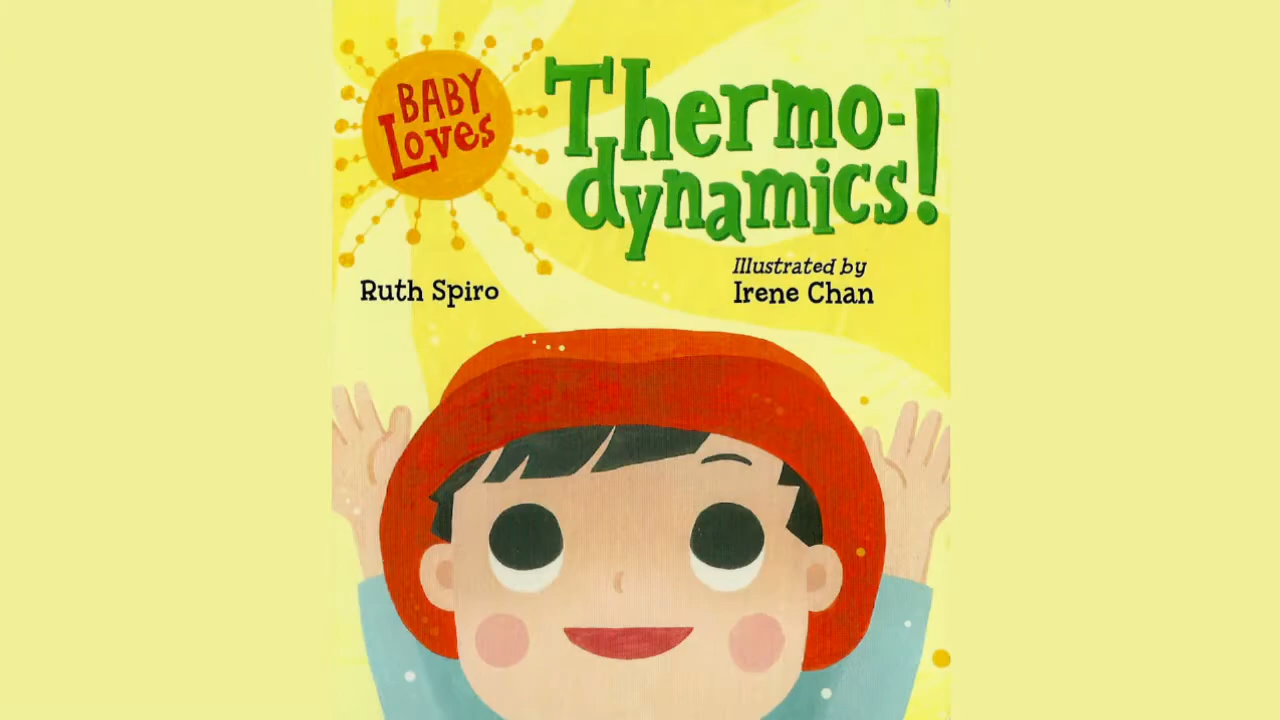 BABY
Loves
Thermo-
dynamics!
Ruth Spiro
Illustrated by
Irene Chan